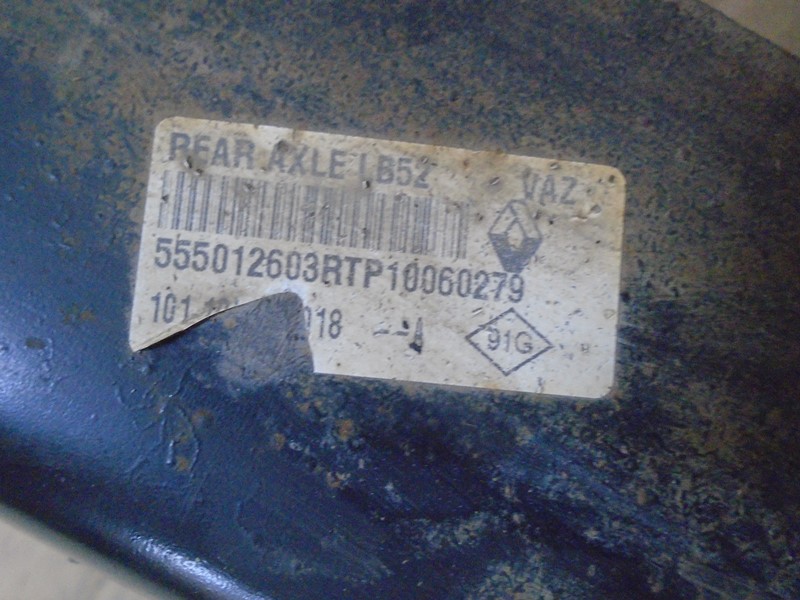 REAR AXLE LB52 VAZ
555012603RTP10060279
101 018
91G